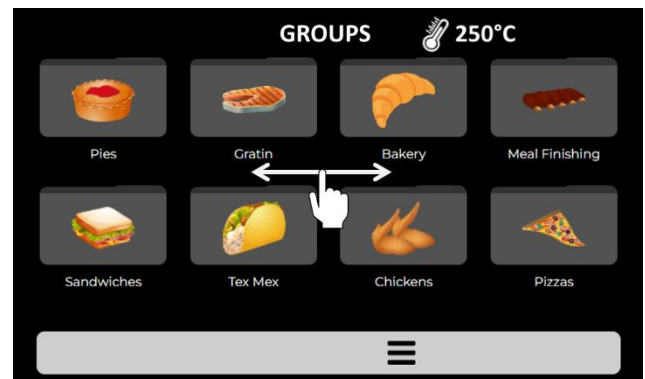 GROUPS 250°C
Pies Gratin Bakery Meal Finishing
Sandwiches Tex Mex Chickens Pizzas